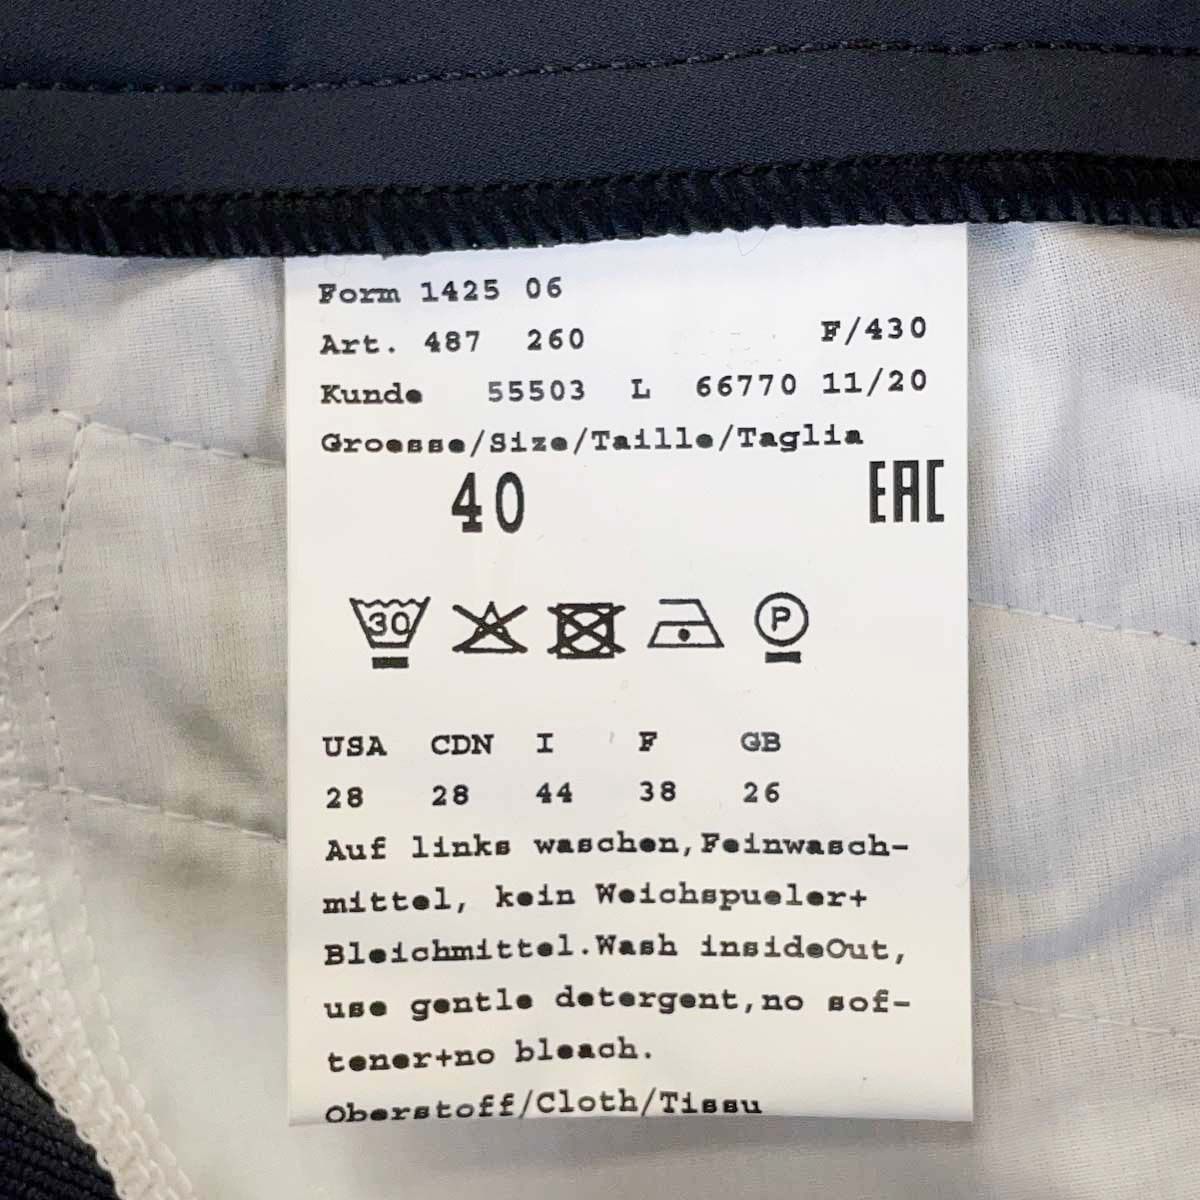 Form 1425 06
Art. 487 260 F/430
Kunde 55503 L 66770 11/20
Groesse/Size/Taille/Taglia
40 EAC
30 P
USA CDN I F GB
28 28 44 38 26
Auf links waschen,Feinwasch-
mittel, kein Weichspueler+
Bleichmittel.Wash insideOut,
use gentle detergent,no sof-
tener+no bleach.
Oberstoff/Cloth/Tissu